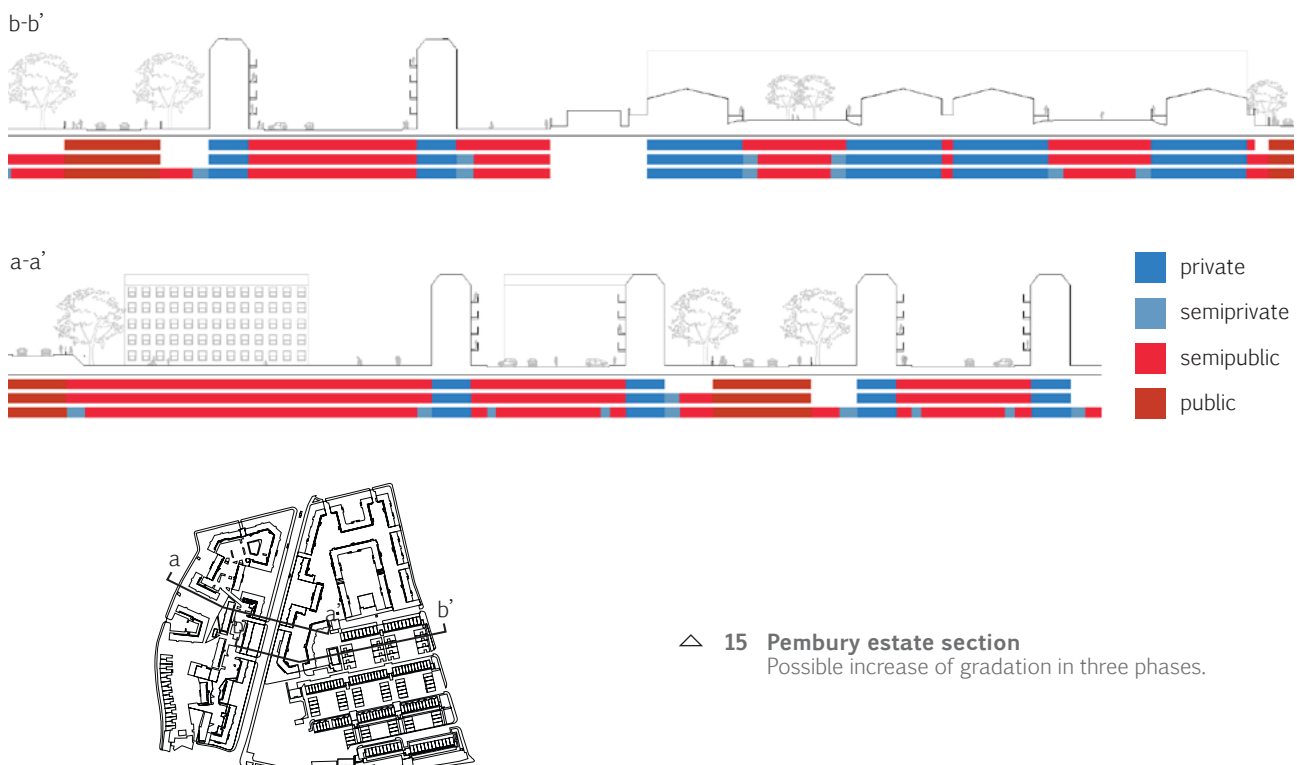 b-b’
a-a’
private
semiprivate
semipublic
public
a
a’
b’
b
△ 15 Pembury estate section
Possible increase of gradation in three phases.